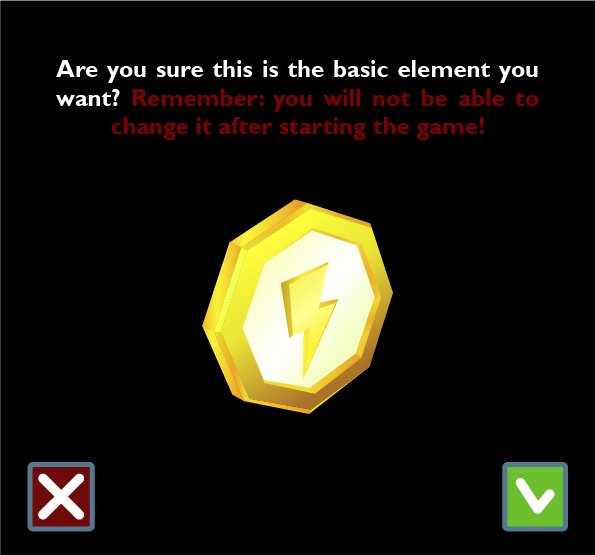 Are you sure this is the basic element you
want? Remember: you will not be able to
change it after starting the game!